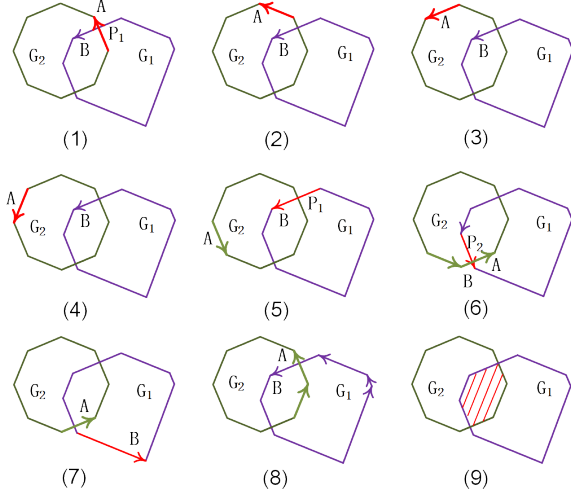 A
P₁
G₂
B
G₁
(1)
A
G₂
B
G₁
(2)
A
G₂
B
G₁
(3)
A
G₂
B
G₁
(4)
P₁
B
A
G₂
G₁
(5)
G₂
P₂
G₁
A
B
(6)
G₂
G₁
A
B
(7)
A
B
G₂
G₁
(8)
G₂
G₁
(9)